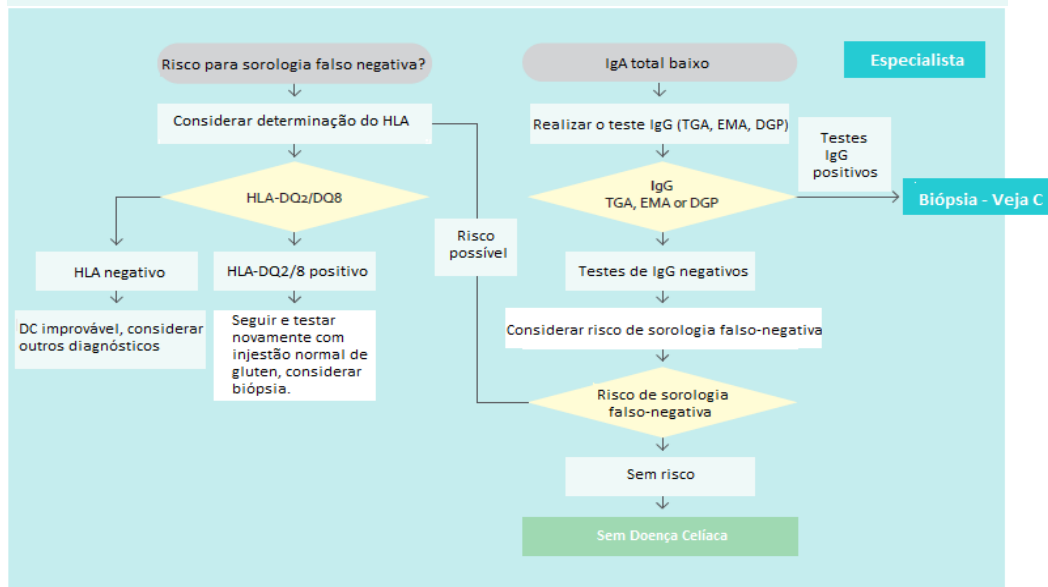 Risco para sorologia falso negativa?
Considerar determinação do HLA
HLA-DQ2/DQ8
HLA negativo
HLA-DQ2/8 positivo
DC improvável, considerar
outros diagnósticos
Seguir e testar
novamente com
injestão normal de
gluten, considerar
biópsia.
IgA total baixo
Realizar o teste IgG (TGA, EMA, DGP)
IgG
TGA, EMA or DGP
Testes
IgG
positivos
Biópsia - Veja C
Especialista
Testes de IgG negativos
Considerar risco de sorologia falso-negativa
Risco de sorologia
falso-negativa
Risco
possível
Sem risco
Sem Doença Celíaca